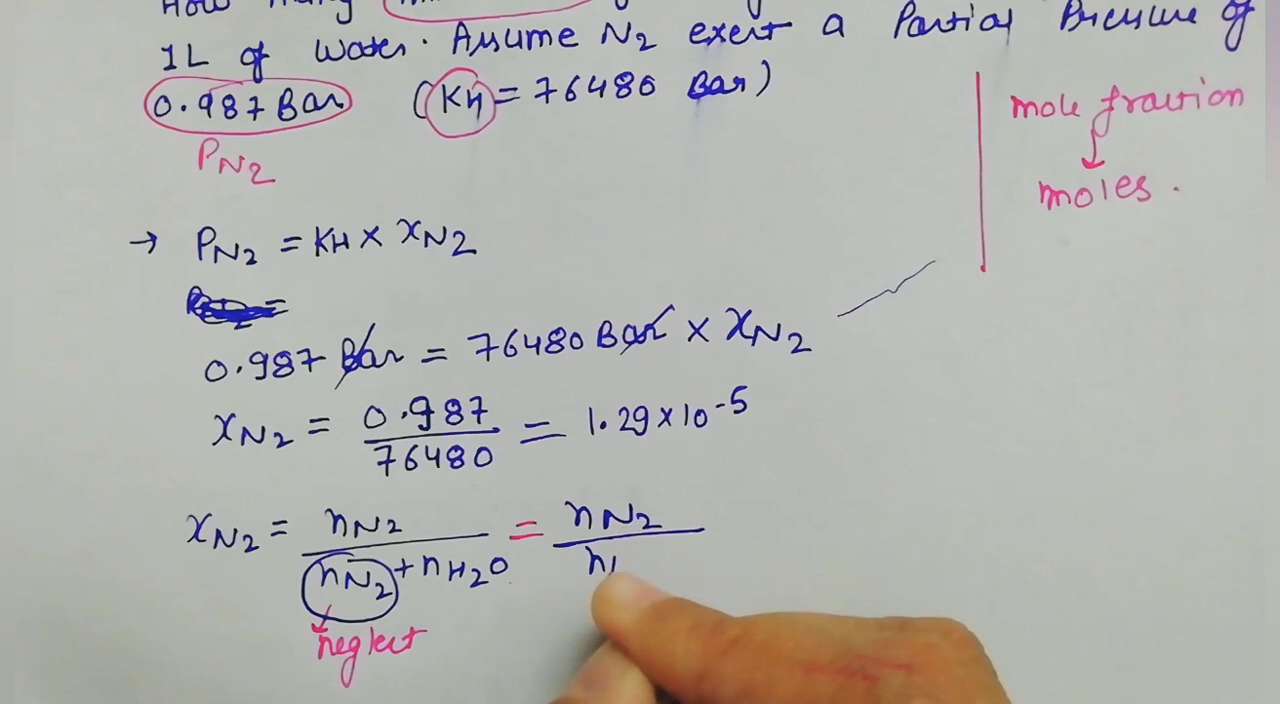 How many
1L of water. Assume N2 exert a Partial Pressure of
0.987 Bar (KH = 76480 Bar)
PN2
mole fraction
↓
moles.
→ PN2 = KH × xN2
0.987 Bar = 76480 Bar × xN2
xN2 = 0.987 / 76480 = 1.29×10-5
xN2 = nN2 / nN2 + nH2O = nN2 / n
neglect